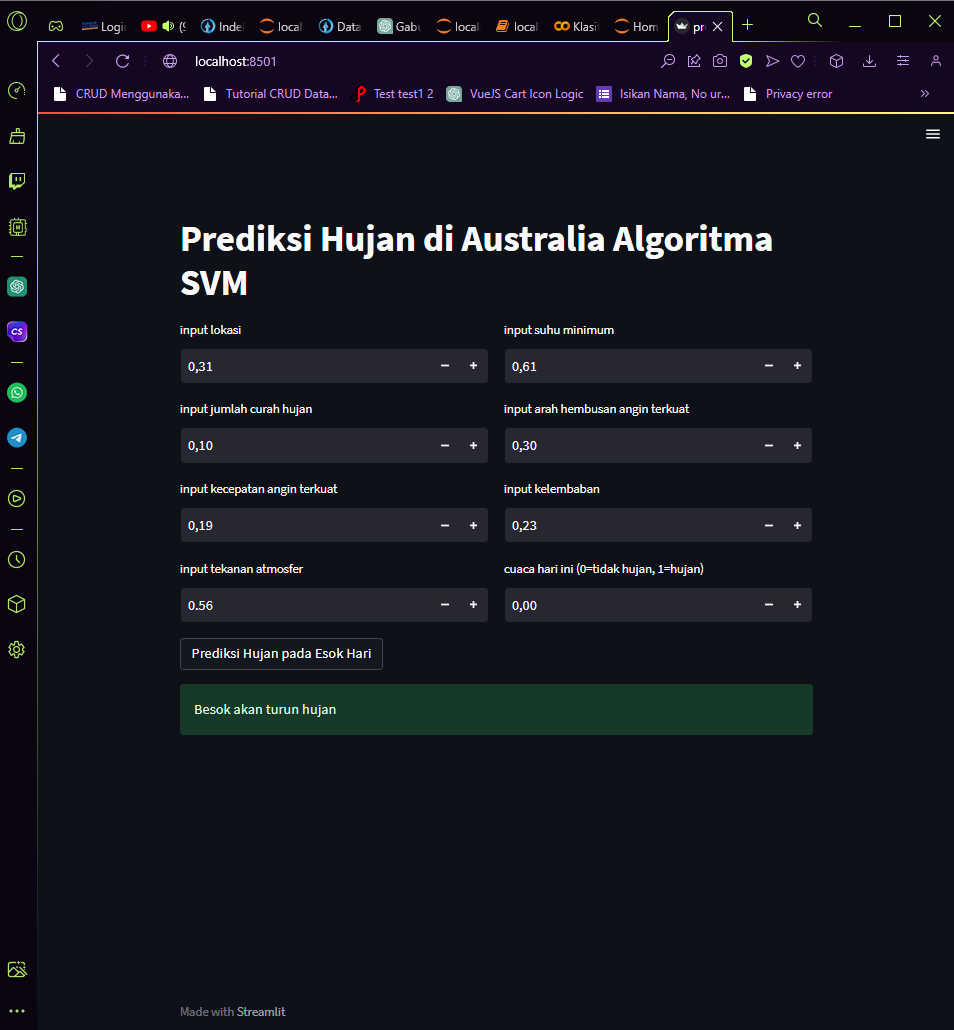 Logi
(
Inde
local
Data
Gabu
local
local
Klasi
Hom
pr
localhost:8501
CRUD Menggunaka...
Tutorial CRUD Data...
Test test1 2
VueJS Cart Icon Logic
Isikan Nama, No ur...
Privacy error
CS
Prediksi Hujan di Australia Algoritma
SVM
input lokasi
input suhu minimum
0,31
0,61
input jumlah curah hujan
input arah hembusan angin terkuat
0,10
0,30
input kecepatan angin terkuat
input kelembaban
0,19
0,23
input tekanan atmosfer
cuaca hari ini (0=tidak hujan, 1=hujan)
0.56
0,00
Prediksi Hujan pada Esok Hari
Besok akan turun hujan
Made with Streamlit